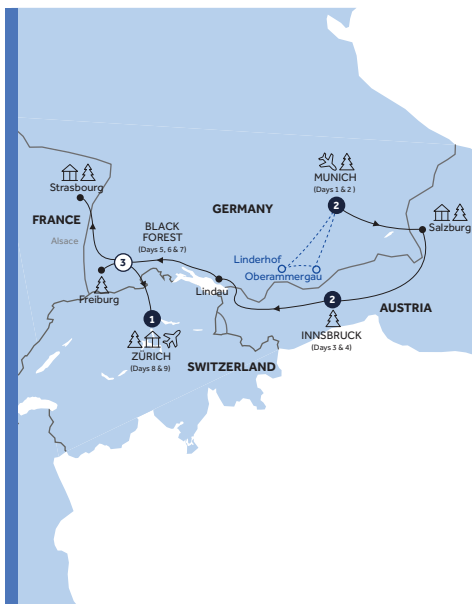 MUNICH
(Days 1 & 2 )
2
Strasbourg
FRANCE
GERMANY
Salzburg
BLACK
FOREST
(Days 5, 6 & 7)
Alsace
Linderhof
Oberammergau
3
Freiburg
Lindau
2
AUSTRIA
INNSBRUCK
(Days 3 & 4)
1
ZÜRICH
(Days 8 & 9)
SWITZERLAND